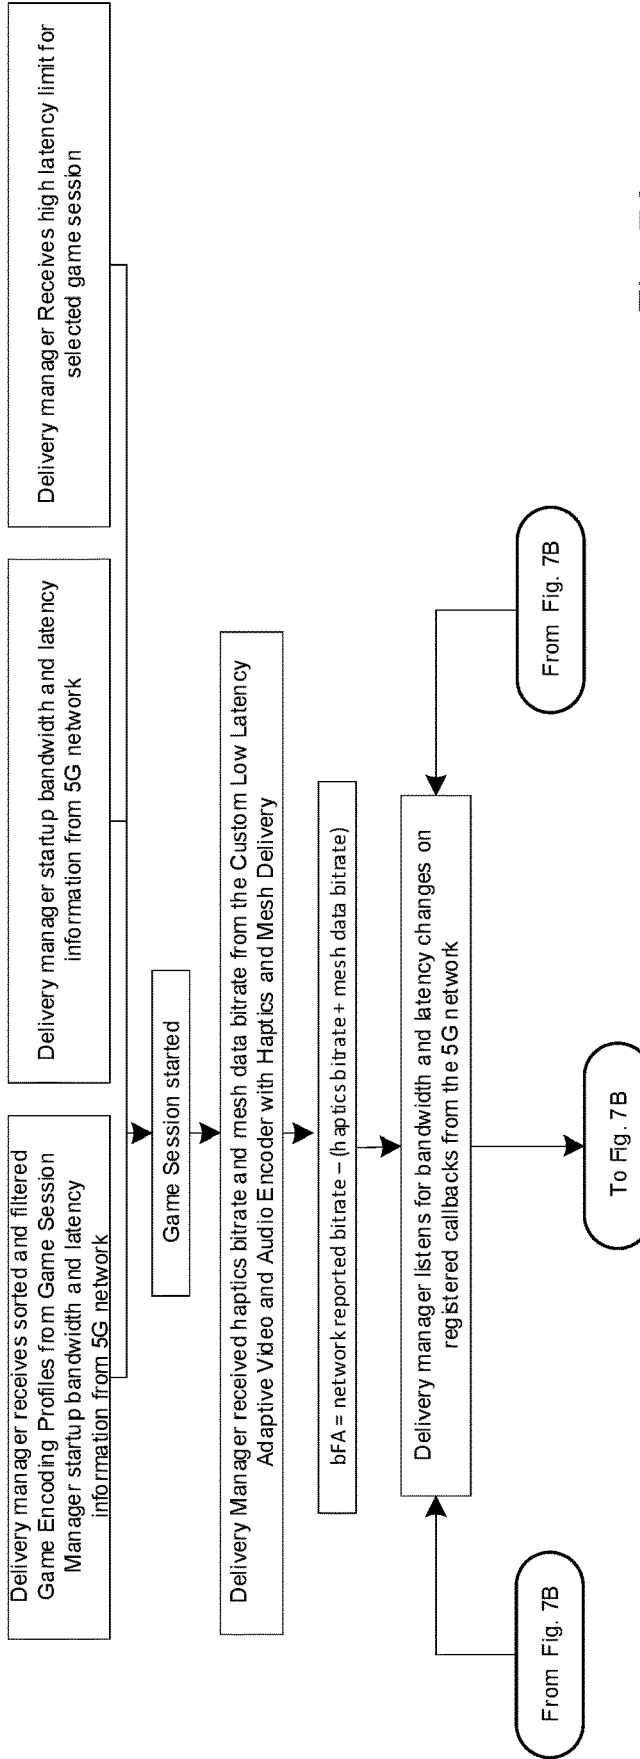 Delivery manager receives sorted and filtered
Game Encoding Profiles from Game Session
Manager startup bandwidth and latency
information from 5G network
Delivery manager startup bandwidth and latency
information from 5G network
Delivery manager Receives high latency limit for
selected game session
Game Session started
Delivery Manager received haptics bitrate and mesh data bitrate from the Custom Low Latency
Adaptive Video and Audio Encoder with Haptics and Mesh Delivery
bFA = network reported bitrate – (haptics bitrate + mesh data bitrate)
Delivery manager listens for bandwidth and latency changes on
registered callbacks from the 5G network
From Fig. 7B
From Fig. 7B
To Fig. 7B